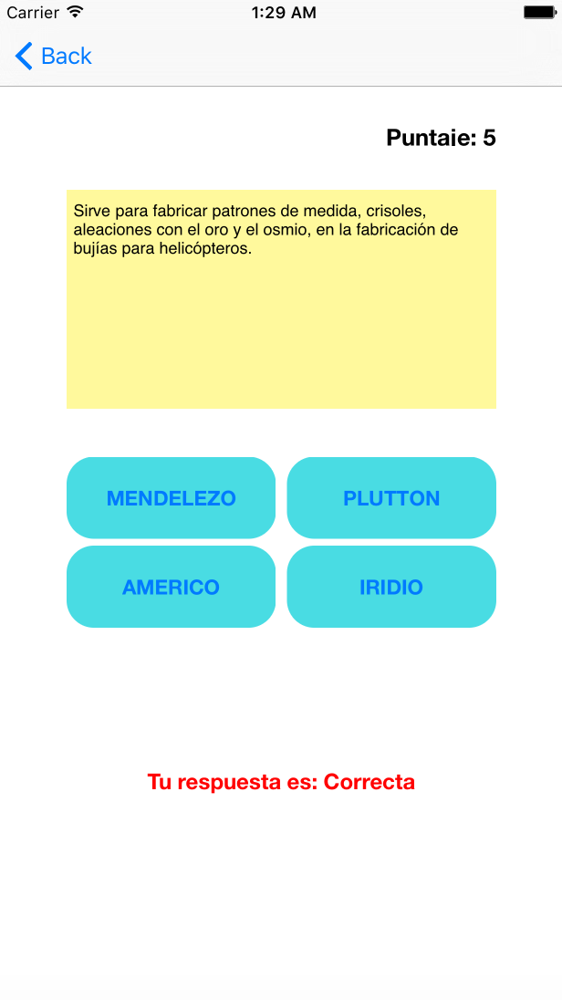 Carrier 1:29 AM
Back
Puntaie: 5
Sirve para fabricar patrones de medida, crisoles,
aleaciones con el oro y el osmio, en la fabricación de
bujías para helicópteros.
MENDELEZO PLUTTON
AMERICO IRIDIO
Tu respuesta es: Correcta